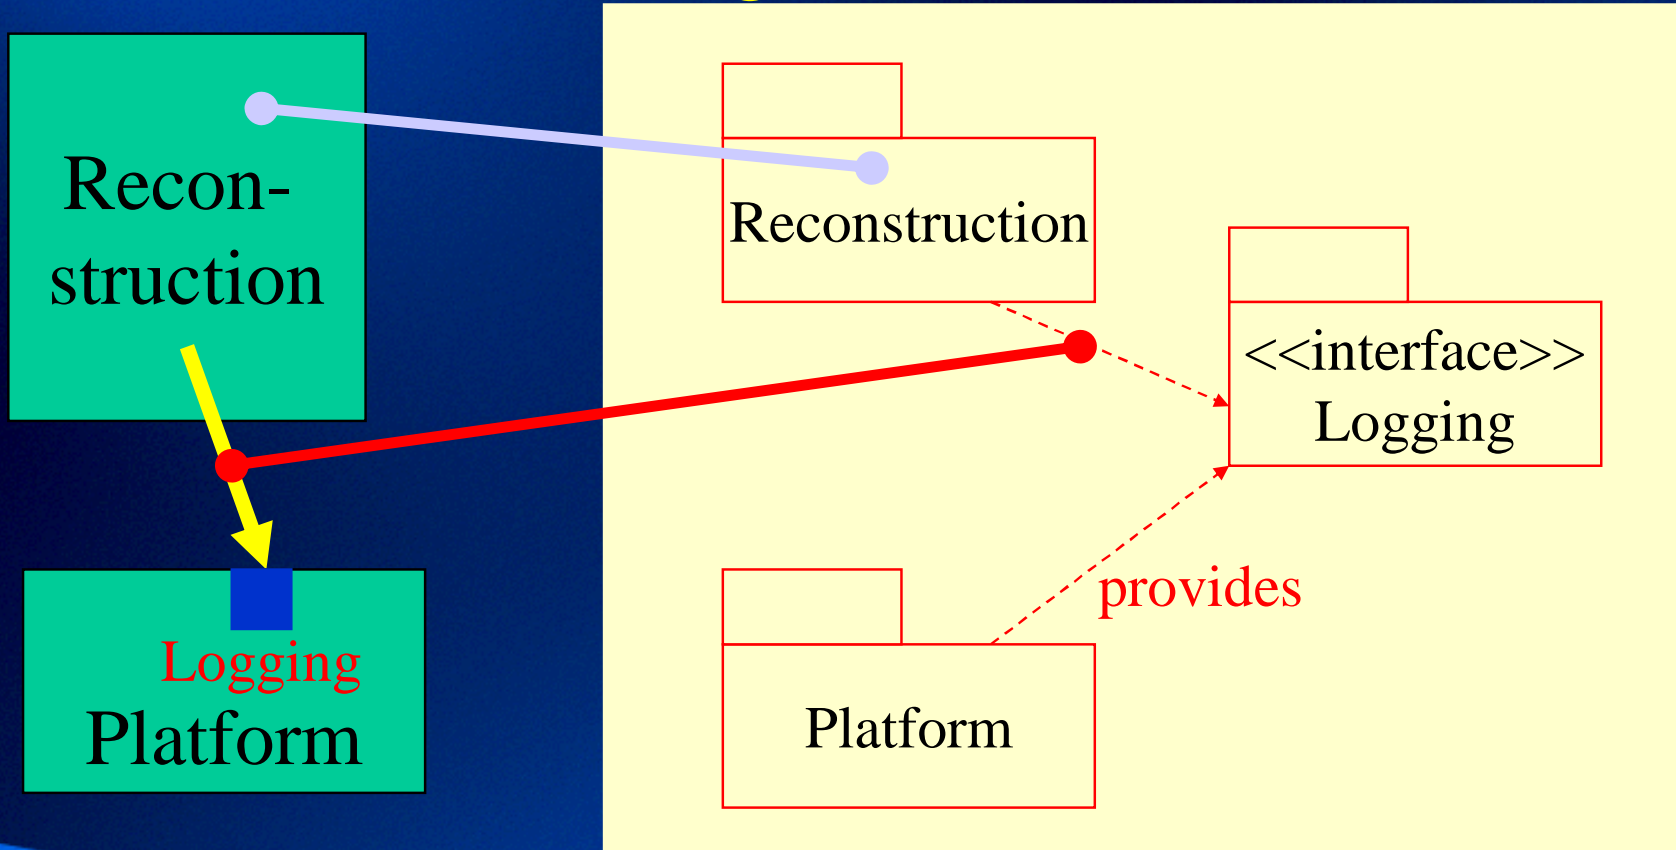 Recon-
struction
Logging
Platform
Reconstruction
<<interface>>
Logging
provides
Platform